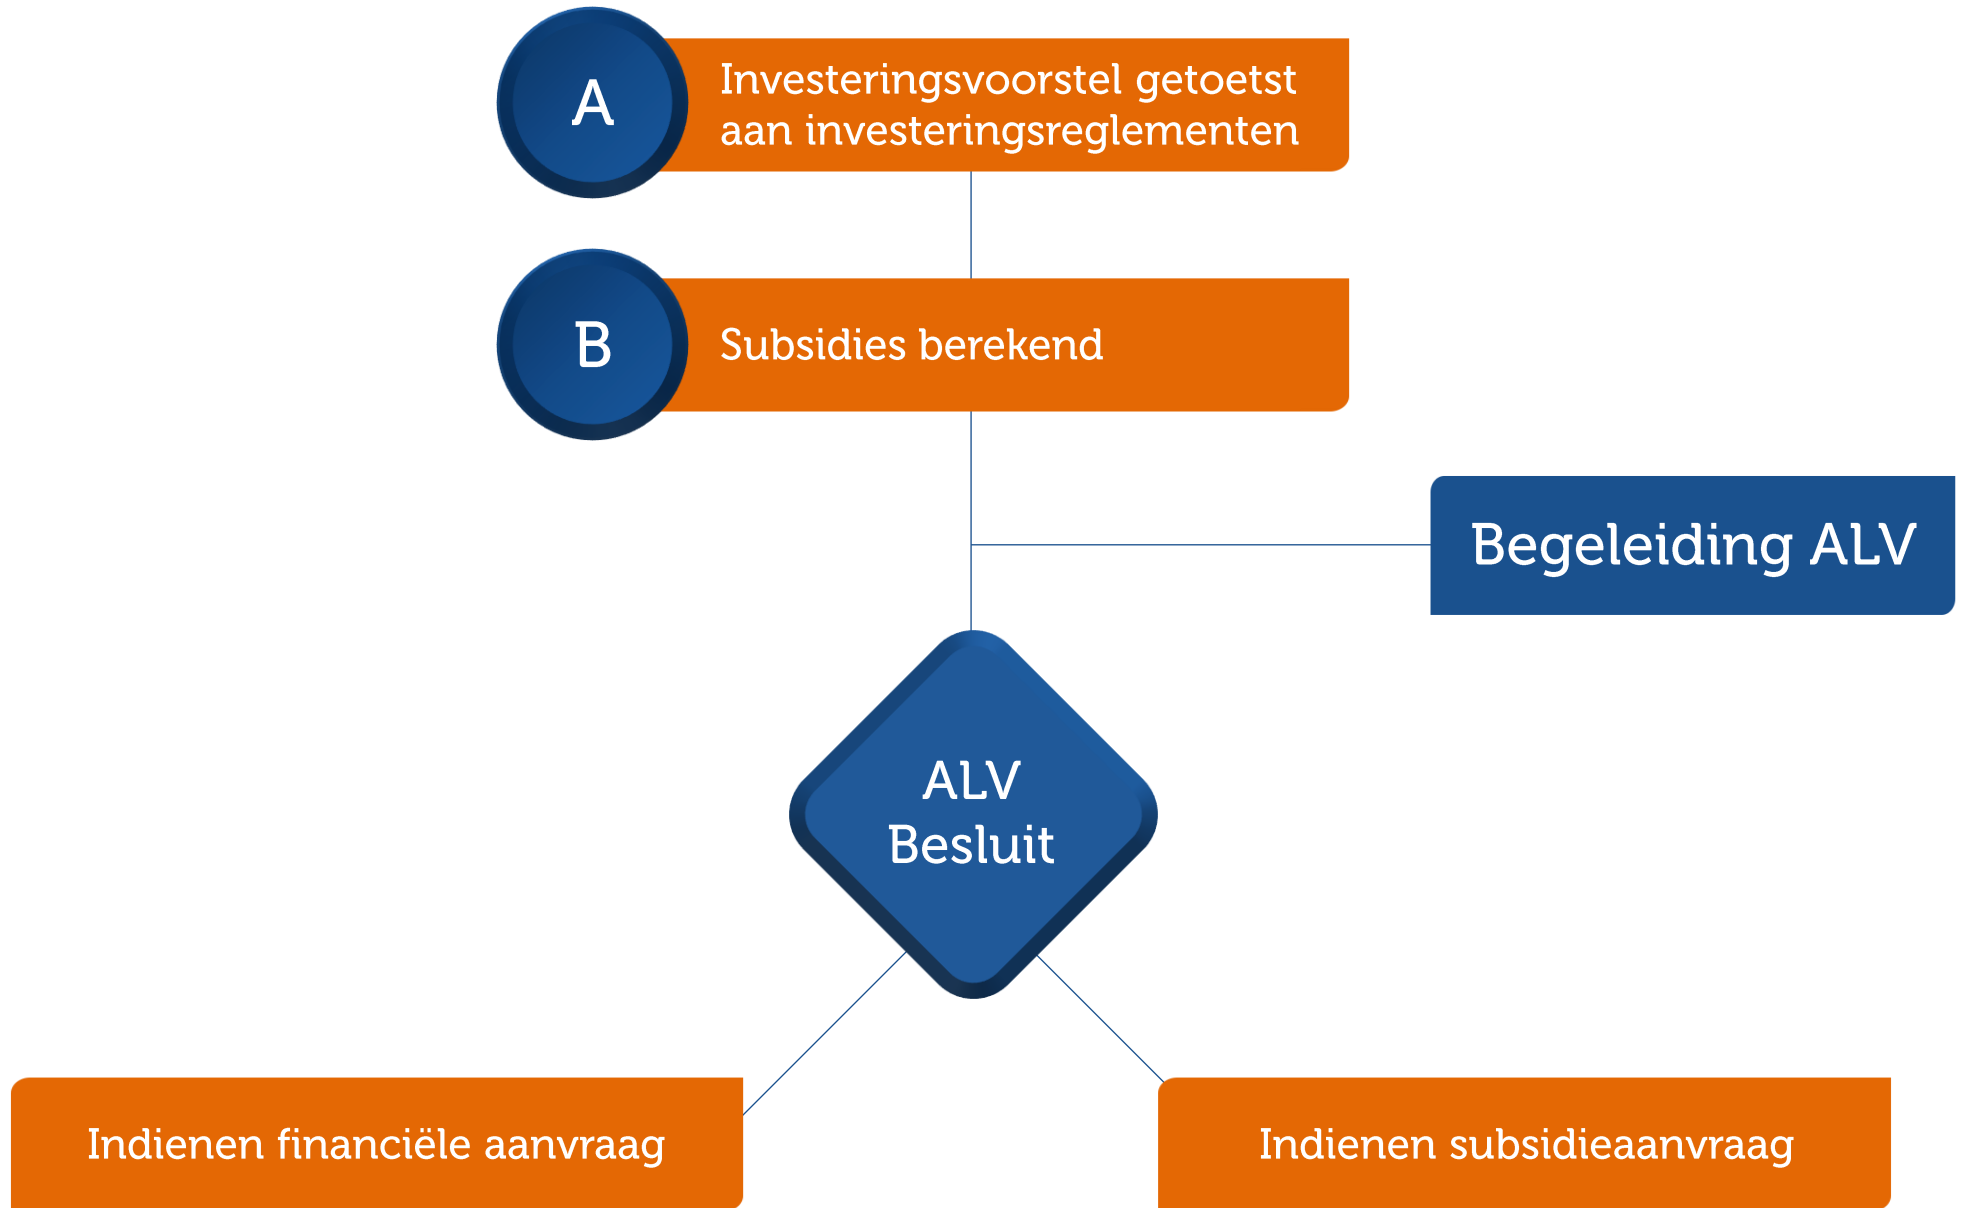 A
Investeringsvoorstel getoetst
aan investeringsreglementen
B
Subsidies berekend
Begeleiding ALV
ALV
Besluit
Indienen financiële aanvraag
Indienen subsidieaanvraag